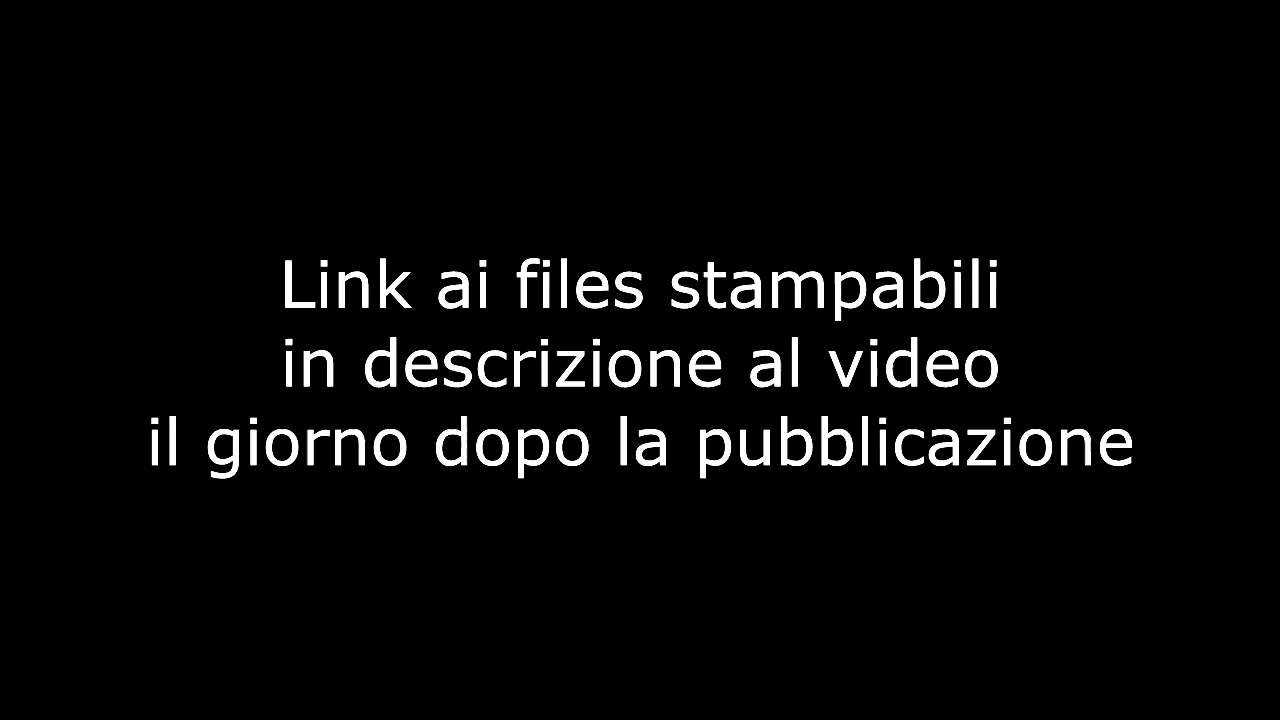 Link ai files stampabili
in descrizione al video
il giorno dopo la pubblicazione